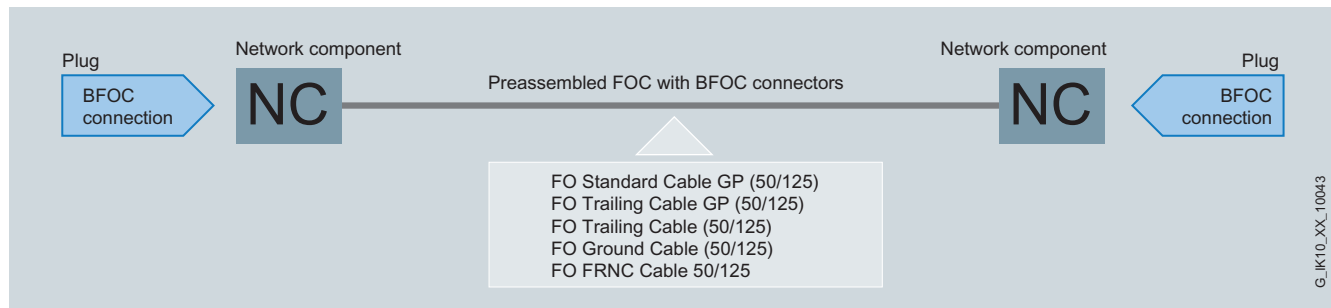 Plug
BFOC
connection
Network component
NC
Preassembled FOC with BFOC connectors
Network component
NC
Plug
BFOC
connection
FO Standard Cable GP (50/125)
FO Trailing Cable GP (50/125)
FO Trailing Cable (50/125)
FO Ground Cable (50/125)
FO FRNC Cable 50/125
G_IK10_XX_10043